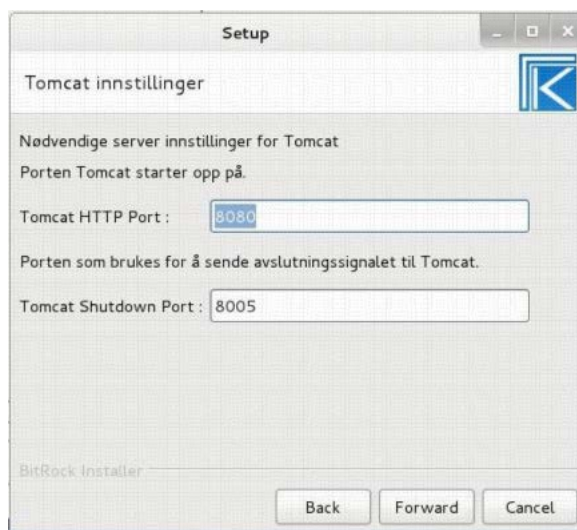 Setup
Tomcat innstillinger
Nødvendige server innstillinger for Tomcat
Porten Tomcat starter opp på.
Tomcat HTTP Port : 8080
Porten som brukes for å sende avslutningssignalet til Tomcat.
Tomcat Shutdown Port : 8005
BitRock Installer
Back Forward Cancel